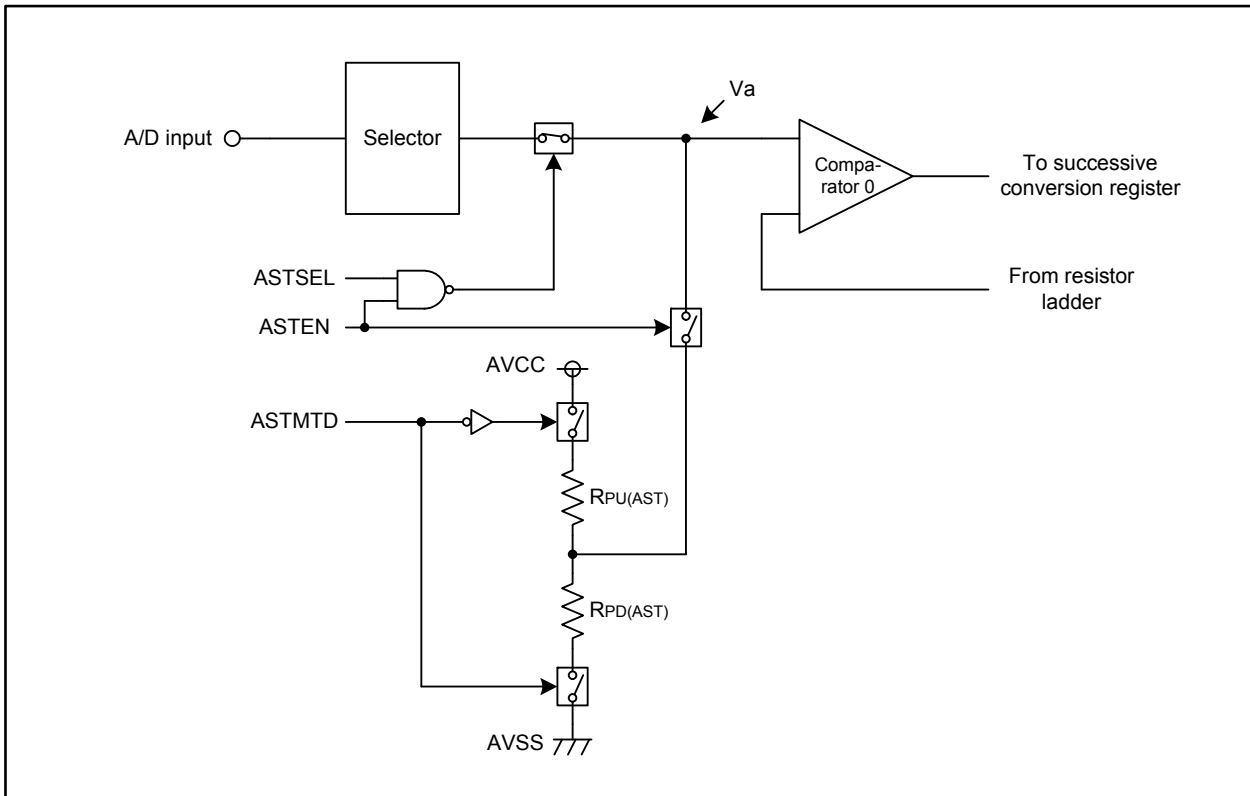 Va
A/D input
Selector
Compa-
rator 0
To successive
conversion register
ASTSEL
ASTEN
From resistor
ladder
AVCC
ASTMTD
RPU(AST)
RPD(AST)
AVSS